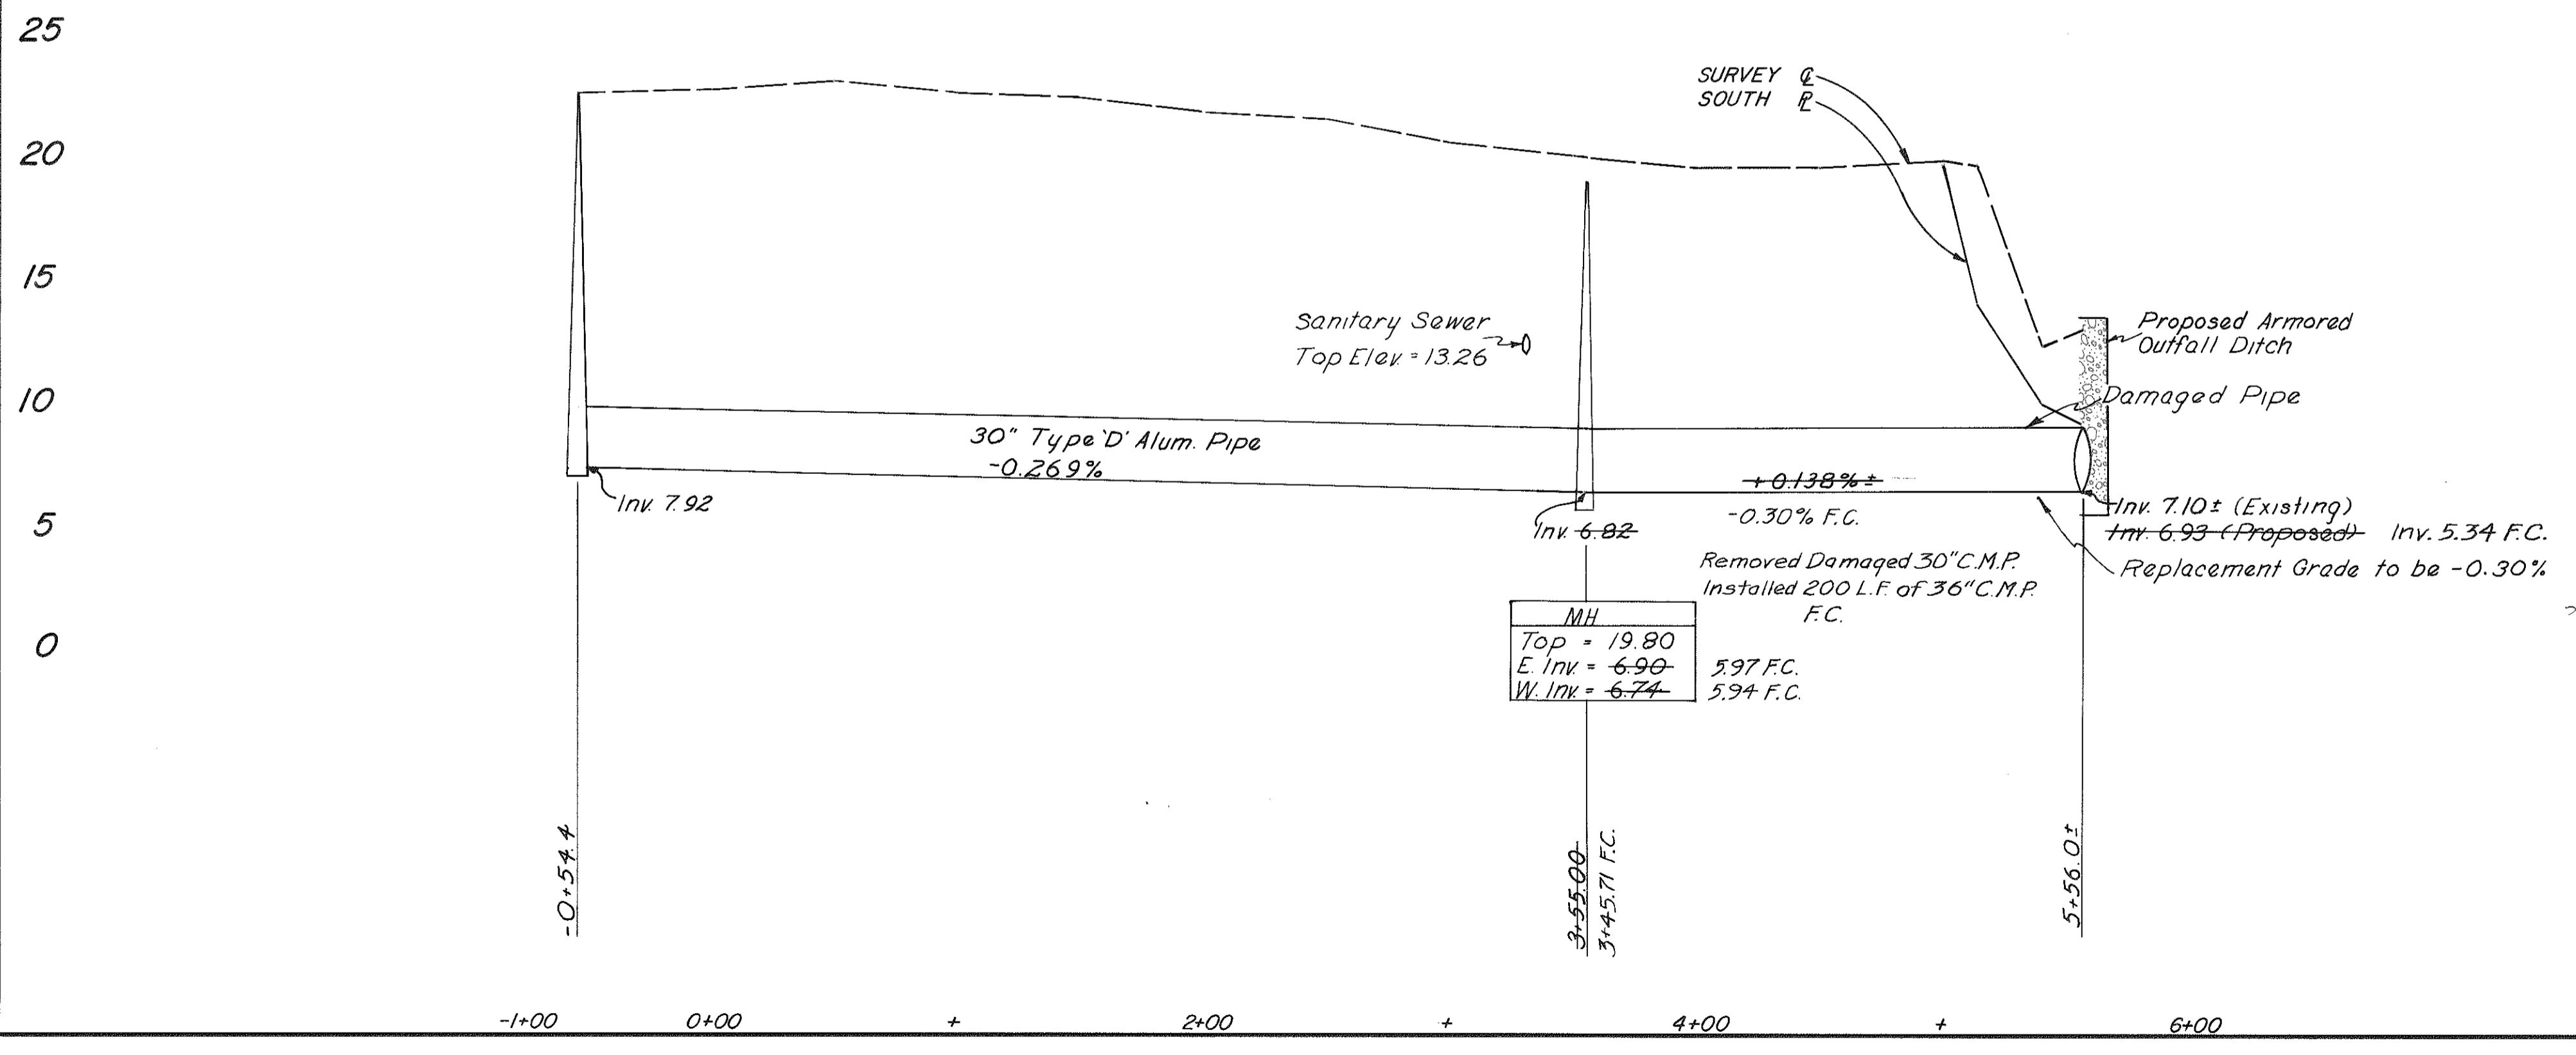 25
20
15
10
5
0
SURVEY ℄
SOUTH ⅊
Sanitary Sewer
Top Elev. = 13.26
Proposed Armored
Outfall Ditch
Damaged Pipe
30" Type 'D' Alum. Pipe
-0.269%
Inv. 7.92
+0.138% ±
-0.30% F.C.
Inv. 6.82
Inv. 7.10± (Existing)
Inv. 6.93 (Proposed) Inv. 5.34 F.C.
Replacement Grade to be -0.30%
Removed Damaged 30" C.M.P.
Installed 200 L.F. of 36" C.M.P.
F.C.
MH
Top = 19.80
E. Inv. = 6.90 5.97 F.C.
W. Inv. = 6.74 5.94 F.C.
-0+54.4
3+55.00
3+45.71 F.C.
5+56.0±
-1+00 0+00 + 2+00 + 4+00 + 6+00